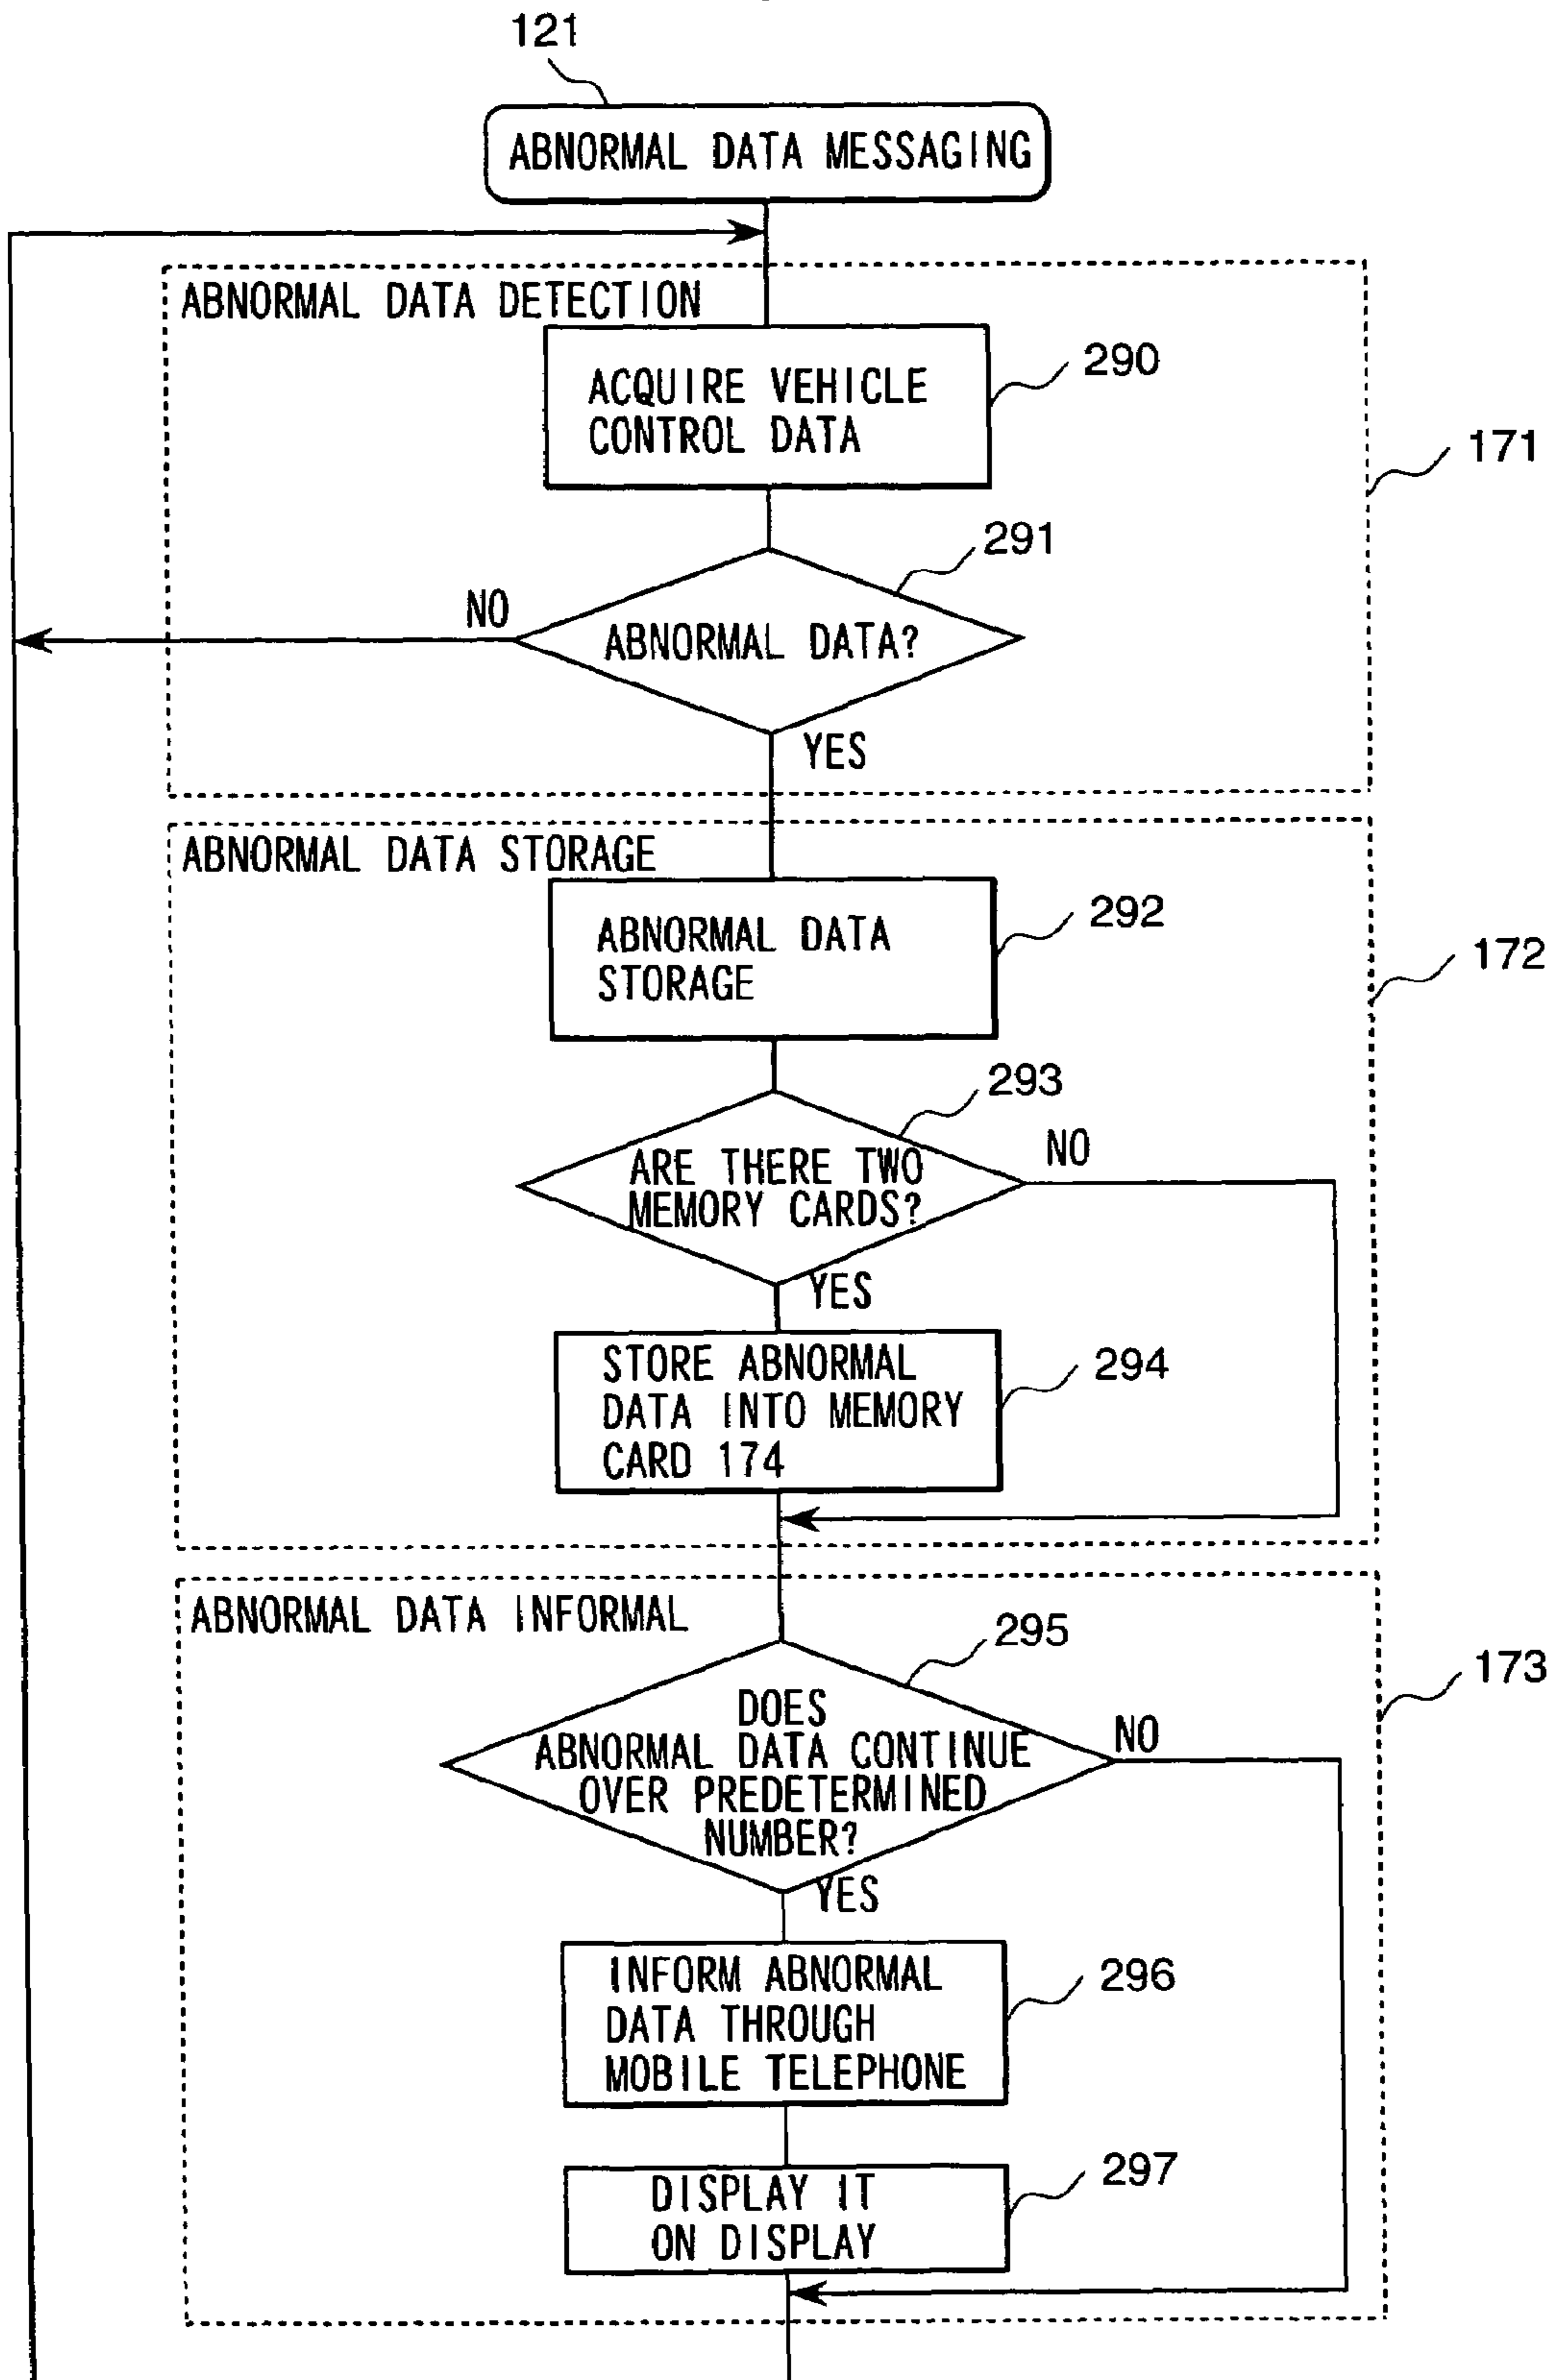 121
ABNORMAL DATA MESSAGING
ABNORMAL DATA DETECTION
ACQUIRE VEHICLE
CONTROL DATA
290
171
291
NO
ABNORMAL DATA?
YES
ABNORMAL DATA STORAGE
ABNORMAL DATA
STORAGE
292
172
293
NO
ARE THERE TWO
MEMORY CARDS?
YES
STORE ABNORMAL
DATA INTO MEMORY
CARD 174
294
ABNORMAL DATA INFORMAL
295
173
DOES
ABNORMAL DATA CONTINUE
OVER PREDETERMINED
NUMBER?
NO
YES
INFORM ABNORMAL
DATA THROUGH
MOBILE TELEPHONE
296
DISPLAY IT
ON DISPLAY
297